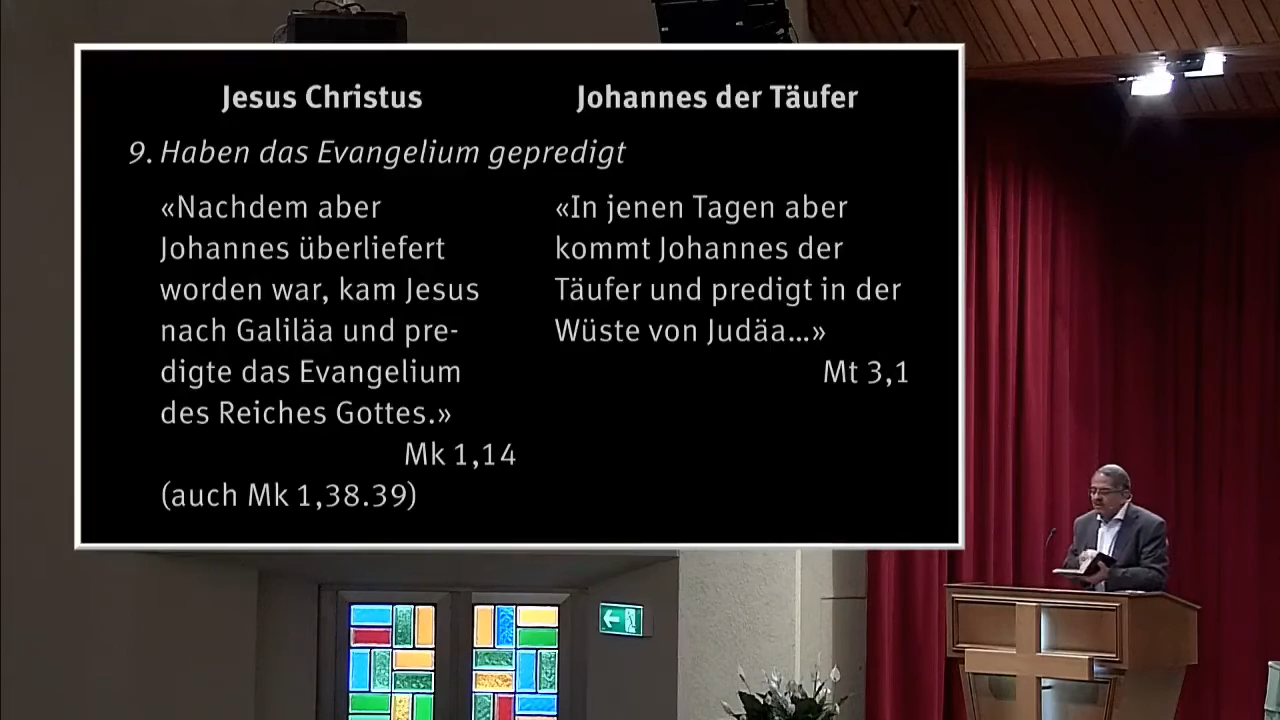 Jesus Christus
Johannes der Täufer
9. Haben das Evangelium gepredigt
«Nachdem aber
Johannes überliefert
worden war, kam Jesus
nach Galiläa und pre-
digte das Evangelium
des Reiches Gottes.»
Mk 1,14
(auch Mk 1,38.39)
«In jenen Tagen aber
kommt Johannes der
Täufer und predigt in der
Wüste von Judäa...»
Mt 3,1